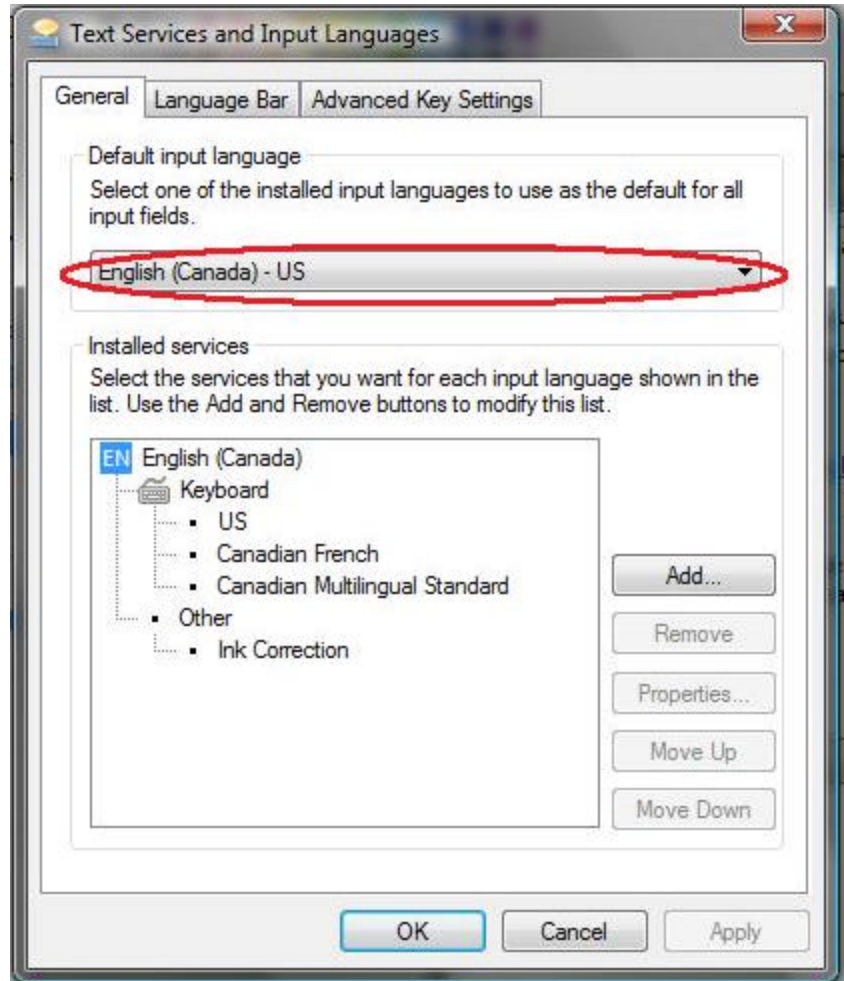 Text Services and Input Languages
General
Language Bar
Advanced Key Settings
Default input language
Select one of the installed input languages to use as the default for all
input fields.
English (Canada) - US
Installed services
Select the services that you want for each input language shown in the
list. Use the Add and Remove buttons to modify this list.
EN English (Canada)
Keyboard
US
Canadian French
Canadian Multilingual Standard
Other
Ink Correction
Add...
Remove
Properties...
Move Up
Move Down
OK
Cancel
Apply